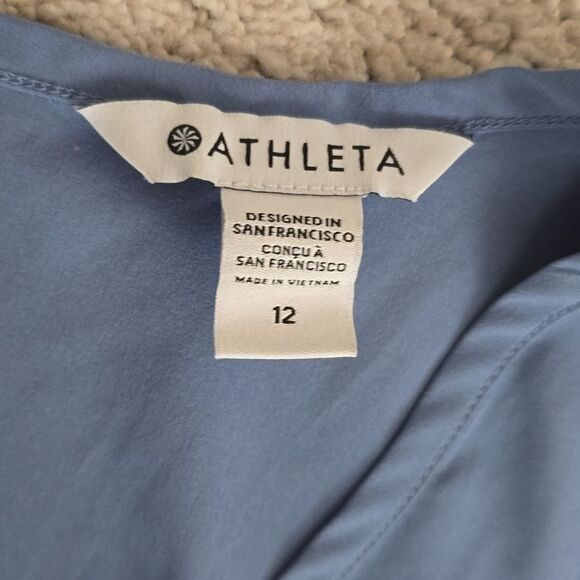 ATHLETA
DESIGNED IN
SAN FRANCISCO
CONÇU À
SAN FRANCISCO
MADE IN VIETNAM
12